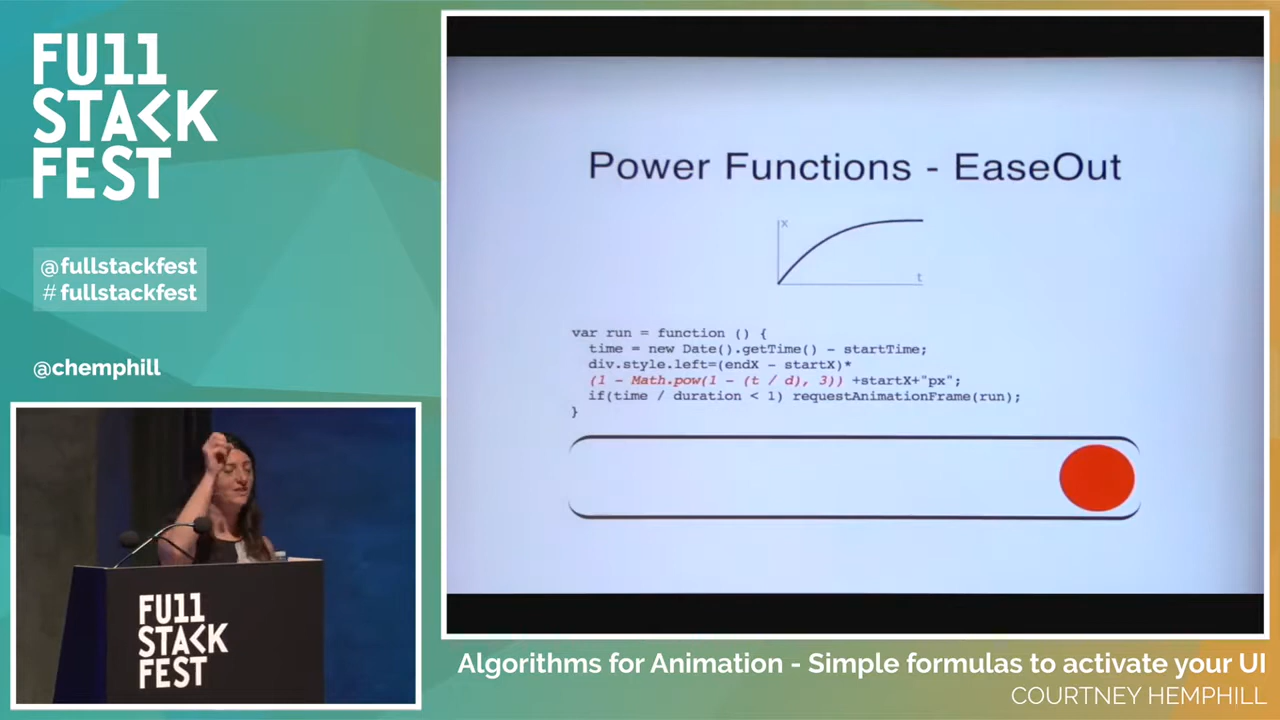 FU11
STACK
FEST
@fullstackfest
# fullstackfest
@chemphill
FU11
STACK
FEST
Power Functions - EaseOut
x
t
var run = function () {
time = new Date().getTime() - startTime;
div.style.left=(endX - startX)*
(1 - Math.pow(1 - (t / d), 3)) +startX+"px";
if(time / duration < 1) requestAnimationFrame(run);
}
Algorithms for Animation - Simple formulas to activate your UI
COURTNEY HEMPHILL